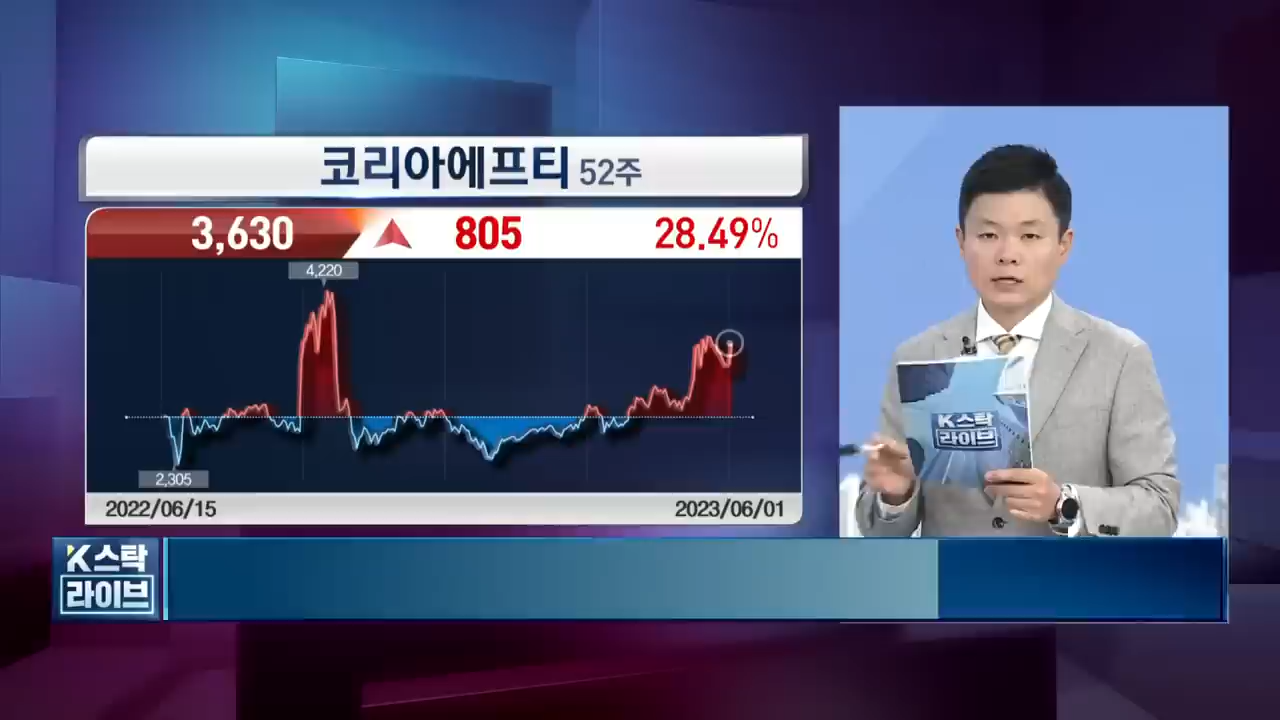 코리아에프티 52주
3,630 ▲ 805 28.49%
4,220
2,305
2022/06/15 2023/06/01
K스탁
라이브
K스탁
라이브